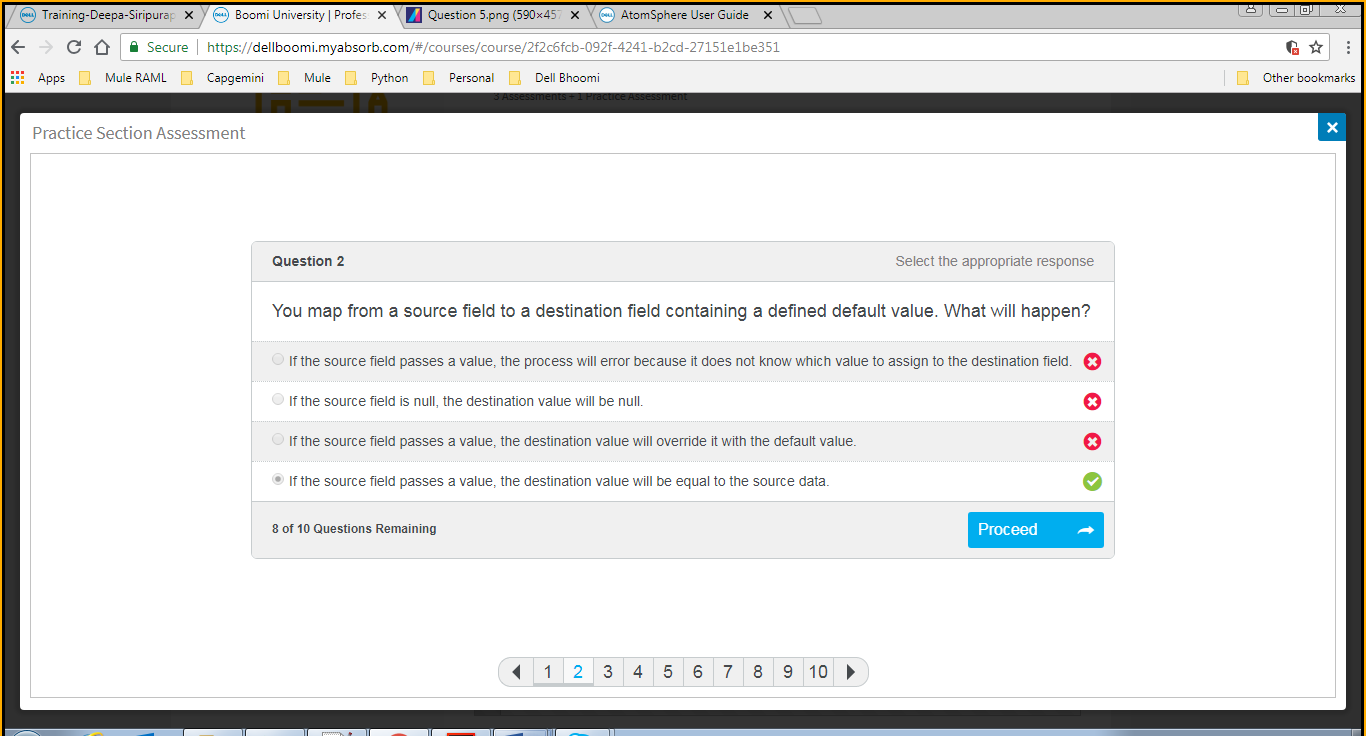 Training-Deepa-Siripurap
Boomi University | Profes
Question 5.png (590×457
AtomSphere User Guide
Secure
https://dellboomi.myabsorb.com/#/courses/course/2f2c6fcb-092f-4241-b2cd-27151e1be351
Apps
Mule RAML
Capgemini
Mule
Python
Personal
Dell Bhoomi
Other bookmarks
3 Assessments – 1 Practice Assessment
Practice Section Assessment
Question 2
Select the appropriate response
You map from a source field to a destination field containing a defined default value. What will happen?
If the source field passes a value, the process will error because it does not know which value to assign to the destination field.
If the source field is null, the destination value will be null.
If the source field passes a value, the destination value will override it with the default value.
If the source field passes a value, the destination value will be equal to the source data.
8 of 10 Questions Remaining
Proceed
1 2 3 4 5 6 7 8 9 10